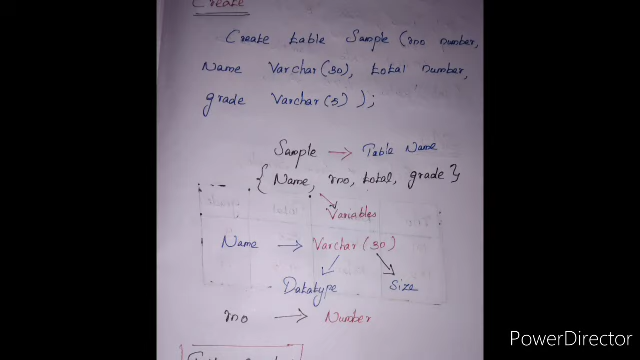 Create
Create table Sample (rno number,
Name Varchar(30), total number,
grade Varchar(5));
Sample → Table Name
{Name, rno, total, grade}
Variables
Name → Varchar (30)
Datatype Size
rno → Number
PowerDirector